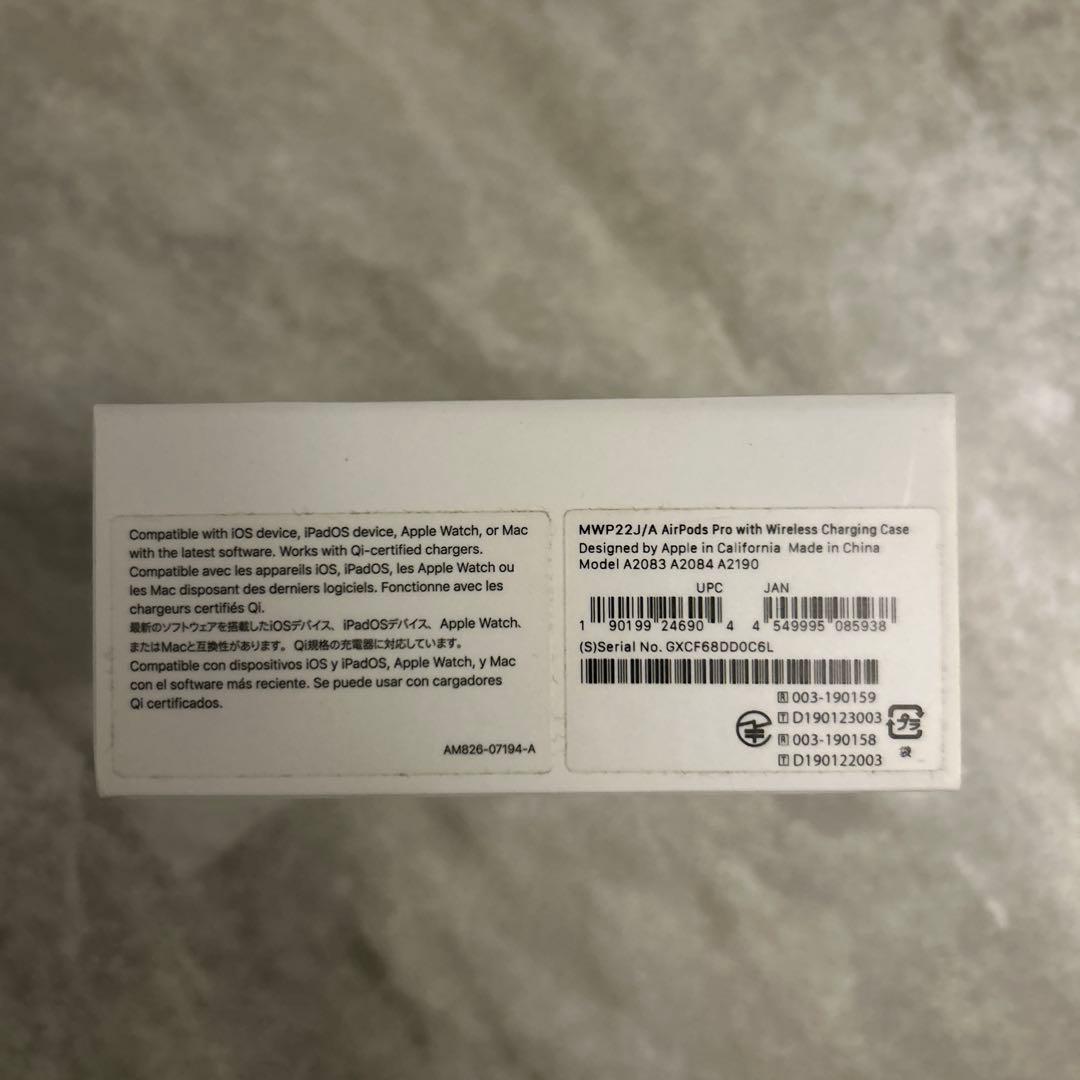 Compatible with iOS device, iPadOS device, Apple Watch, or Mac
with the latest software. Works with Qi-certified chargers.
Compatible avec les appareils iOS, iPadOS, les Apple Watch ou
les Mac disposant des derniers logiciels. Fonctionne avec les
chargeurs certifiés Qi.
最新のソフトウェアを搭載したiOSデバイス、iPadOSデバイス、Apple Watch、
またはMacと互換性があります。Qi規格の充電器に対応しています。
Compatible con dispositivos iOS y iPadOS, Apple Watch, y Mac
con el software más reciente. Se puede usar con cargadores
Qi certificados.
AM826-07194-A
MWP22J/A AirPods Pro with Wireless Charging Case
Designed by Apple in California Made in China
Model A2083 A2084 A2190
UPC JAN
1 90199 24690 4 4 549995 085938
(S)Serial No. GXCF68DD0C6L
R 003-190159
T D190123003
R 003-190158
T D190122003
プラ
袋